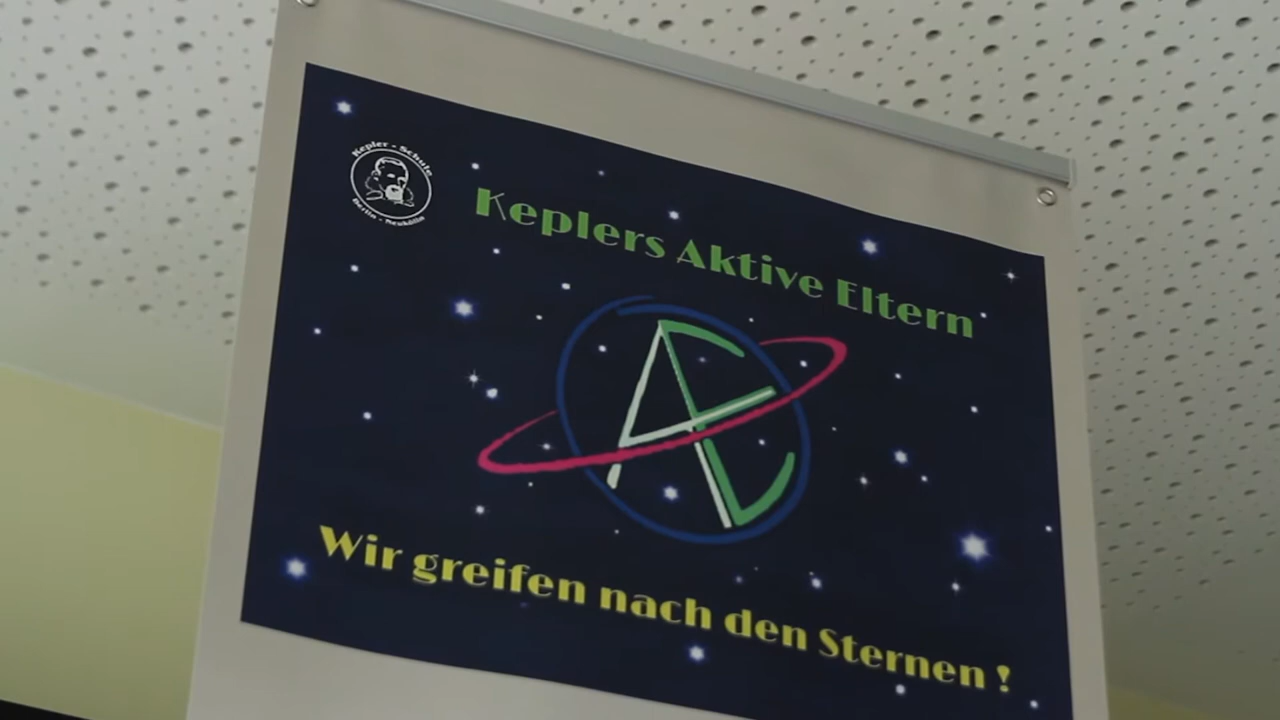 Kepler - Schule
Berlin - Neukölln
Keplers Aktive Eltern
AE
Wir greifen nach den Sternen !